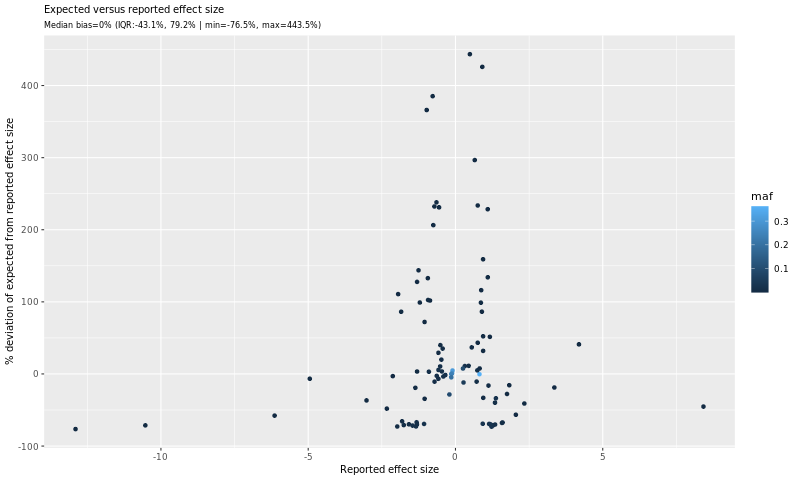 Expected versus reported effect size
Median bias=0% (IQR:-43.1%, 79.2% | min=-76.5%, max=443.5%)
% deviation of expected from reported effect size
400
300
200
100
0
-100
-10
-5
0
5
Reported effect size
maf
0.3
0.2
0.1